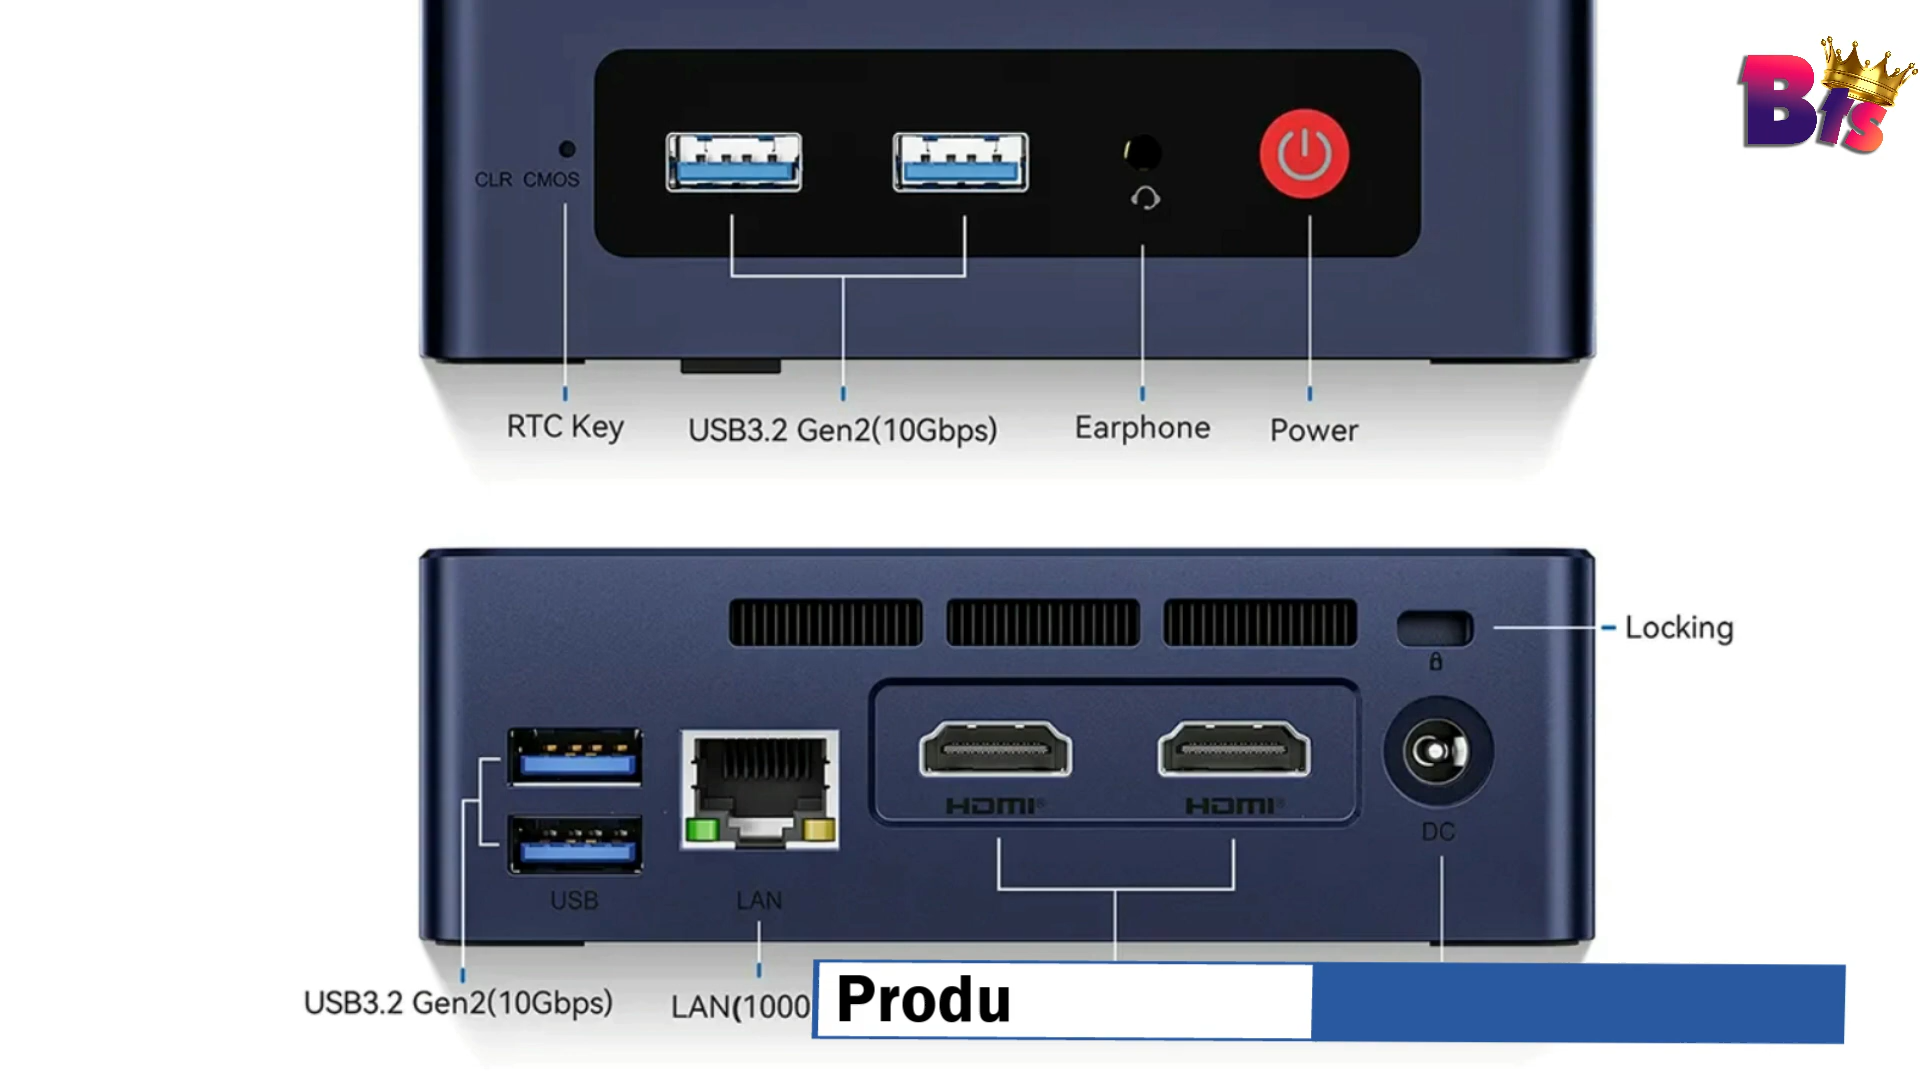 Bts
CLR CMOS
RTC Key
USB3.2 Gen2(10Gbps)
Earphone
Power
Locking
HDMI®
HDMI®
DC
USB
LAN
USB3.2 Gen2(10Gbps)
LAN(1000
Produ